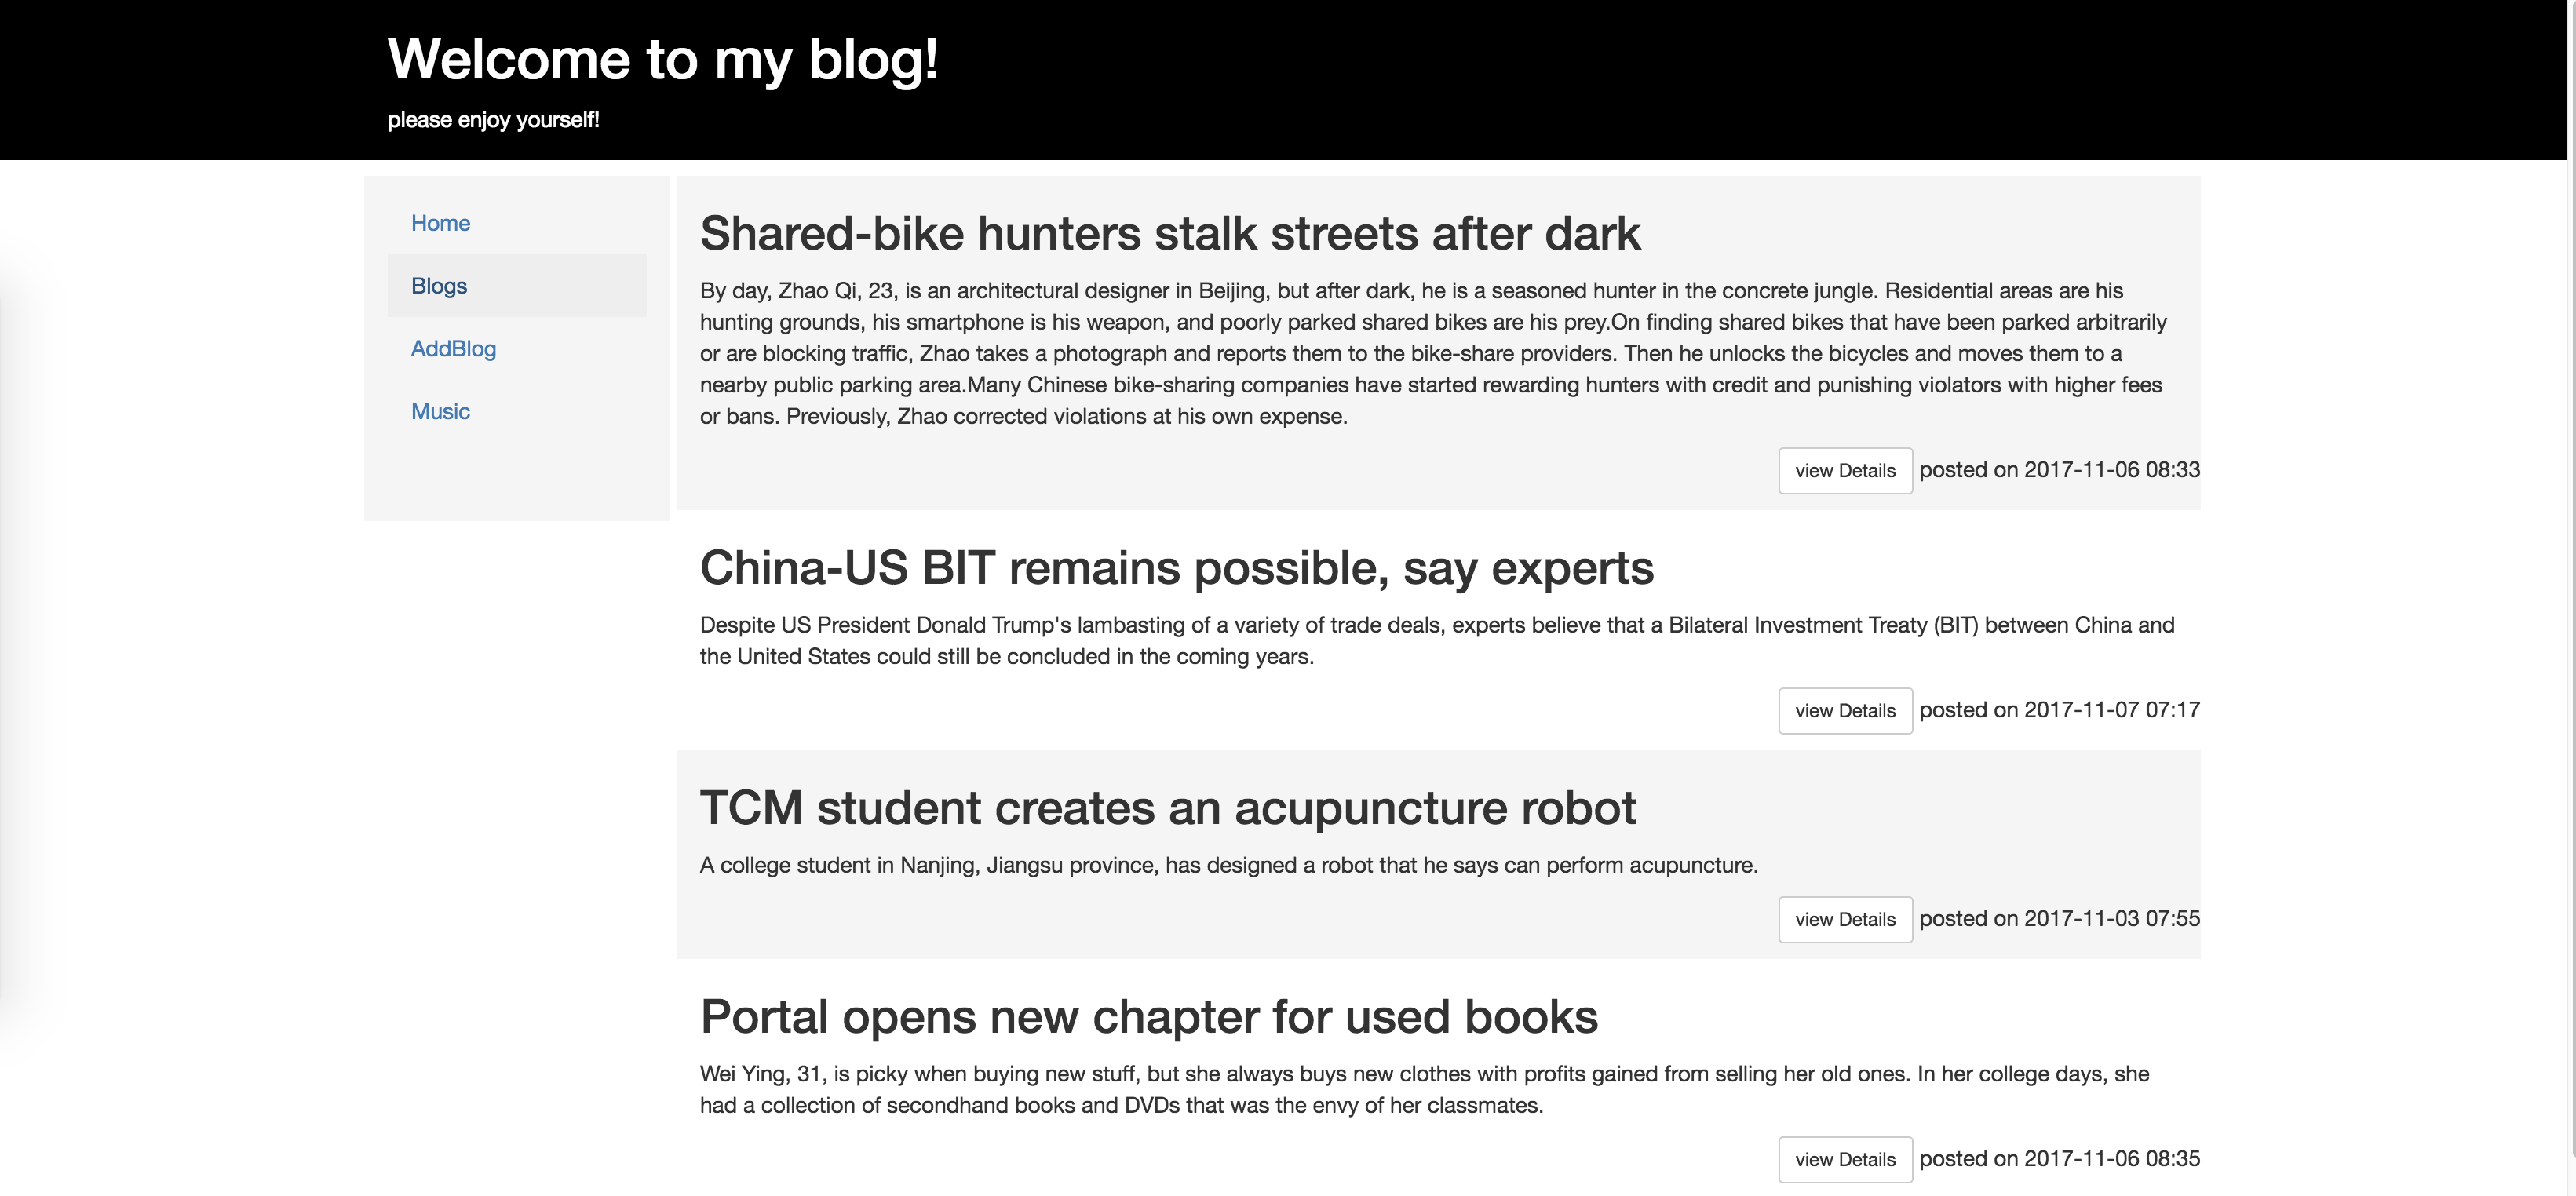 Welcome to my blog!
please enjoy yourself!
Home
Blogs
AddBlog
Music
Shared-bike hunters stalk streets after dark
By day, Zhao Qi, 23, is an architectural designer in Beijing, but after dark, he is a seasoned hunter in the concrete jungle. Residential areas are his
hunting grounds, his smartphone is his weapon, and poorly parked shared bikes are his prey.On finding shared bikes that have been parked arbitrarily
or are blocking traffic, Zhao takes a photograph and reports them to the bike-share providers. Then he unlocks the bicycles and moves them to a
nearby public parking area.Many Chinese bike-sharing companies have started rewarding hunters with credit and punishing violators with higher fees
or bans. Previously, Zhao corrected violations at his own expense.
view Details posted on 2017-11-06 08:33
China-US BIT remains possible, say experts
Despite US President Donald Trump's lambasting of a variety of trade deals, experts believe that a Bilateral Investment Treaty (BIT) between China and
the United States could still be concluded in the coming years.
view Details posted on 2017-11-07 07:17
TCM student creates an acupuncture robot
A college student in Nanjing, Jiangsu province, has designed a robot that he says can perform acupuncture.
view Details posted on 2017-11-03 07:55
Portal opens new chapter for used books
Wei Ying, 31, is picky when buying new stuff, but she always buys new clothes with profits gained from selling her old ones. In her college days, she
had a collection of secondhand books and DVDs that was the envy of her classmates.
view Details posted on 2017-11-06 08:35